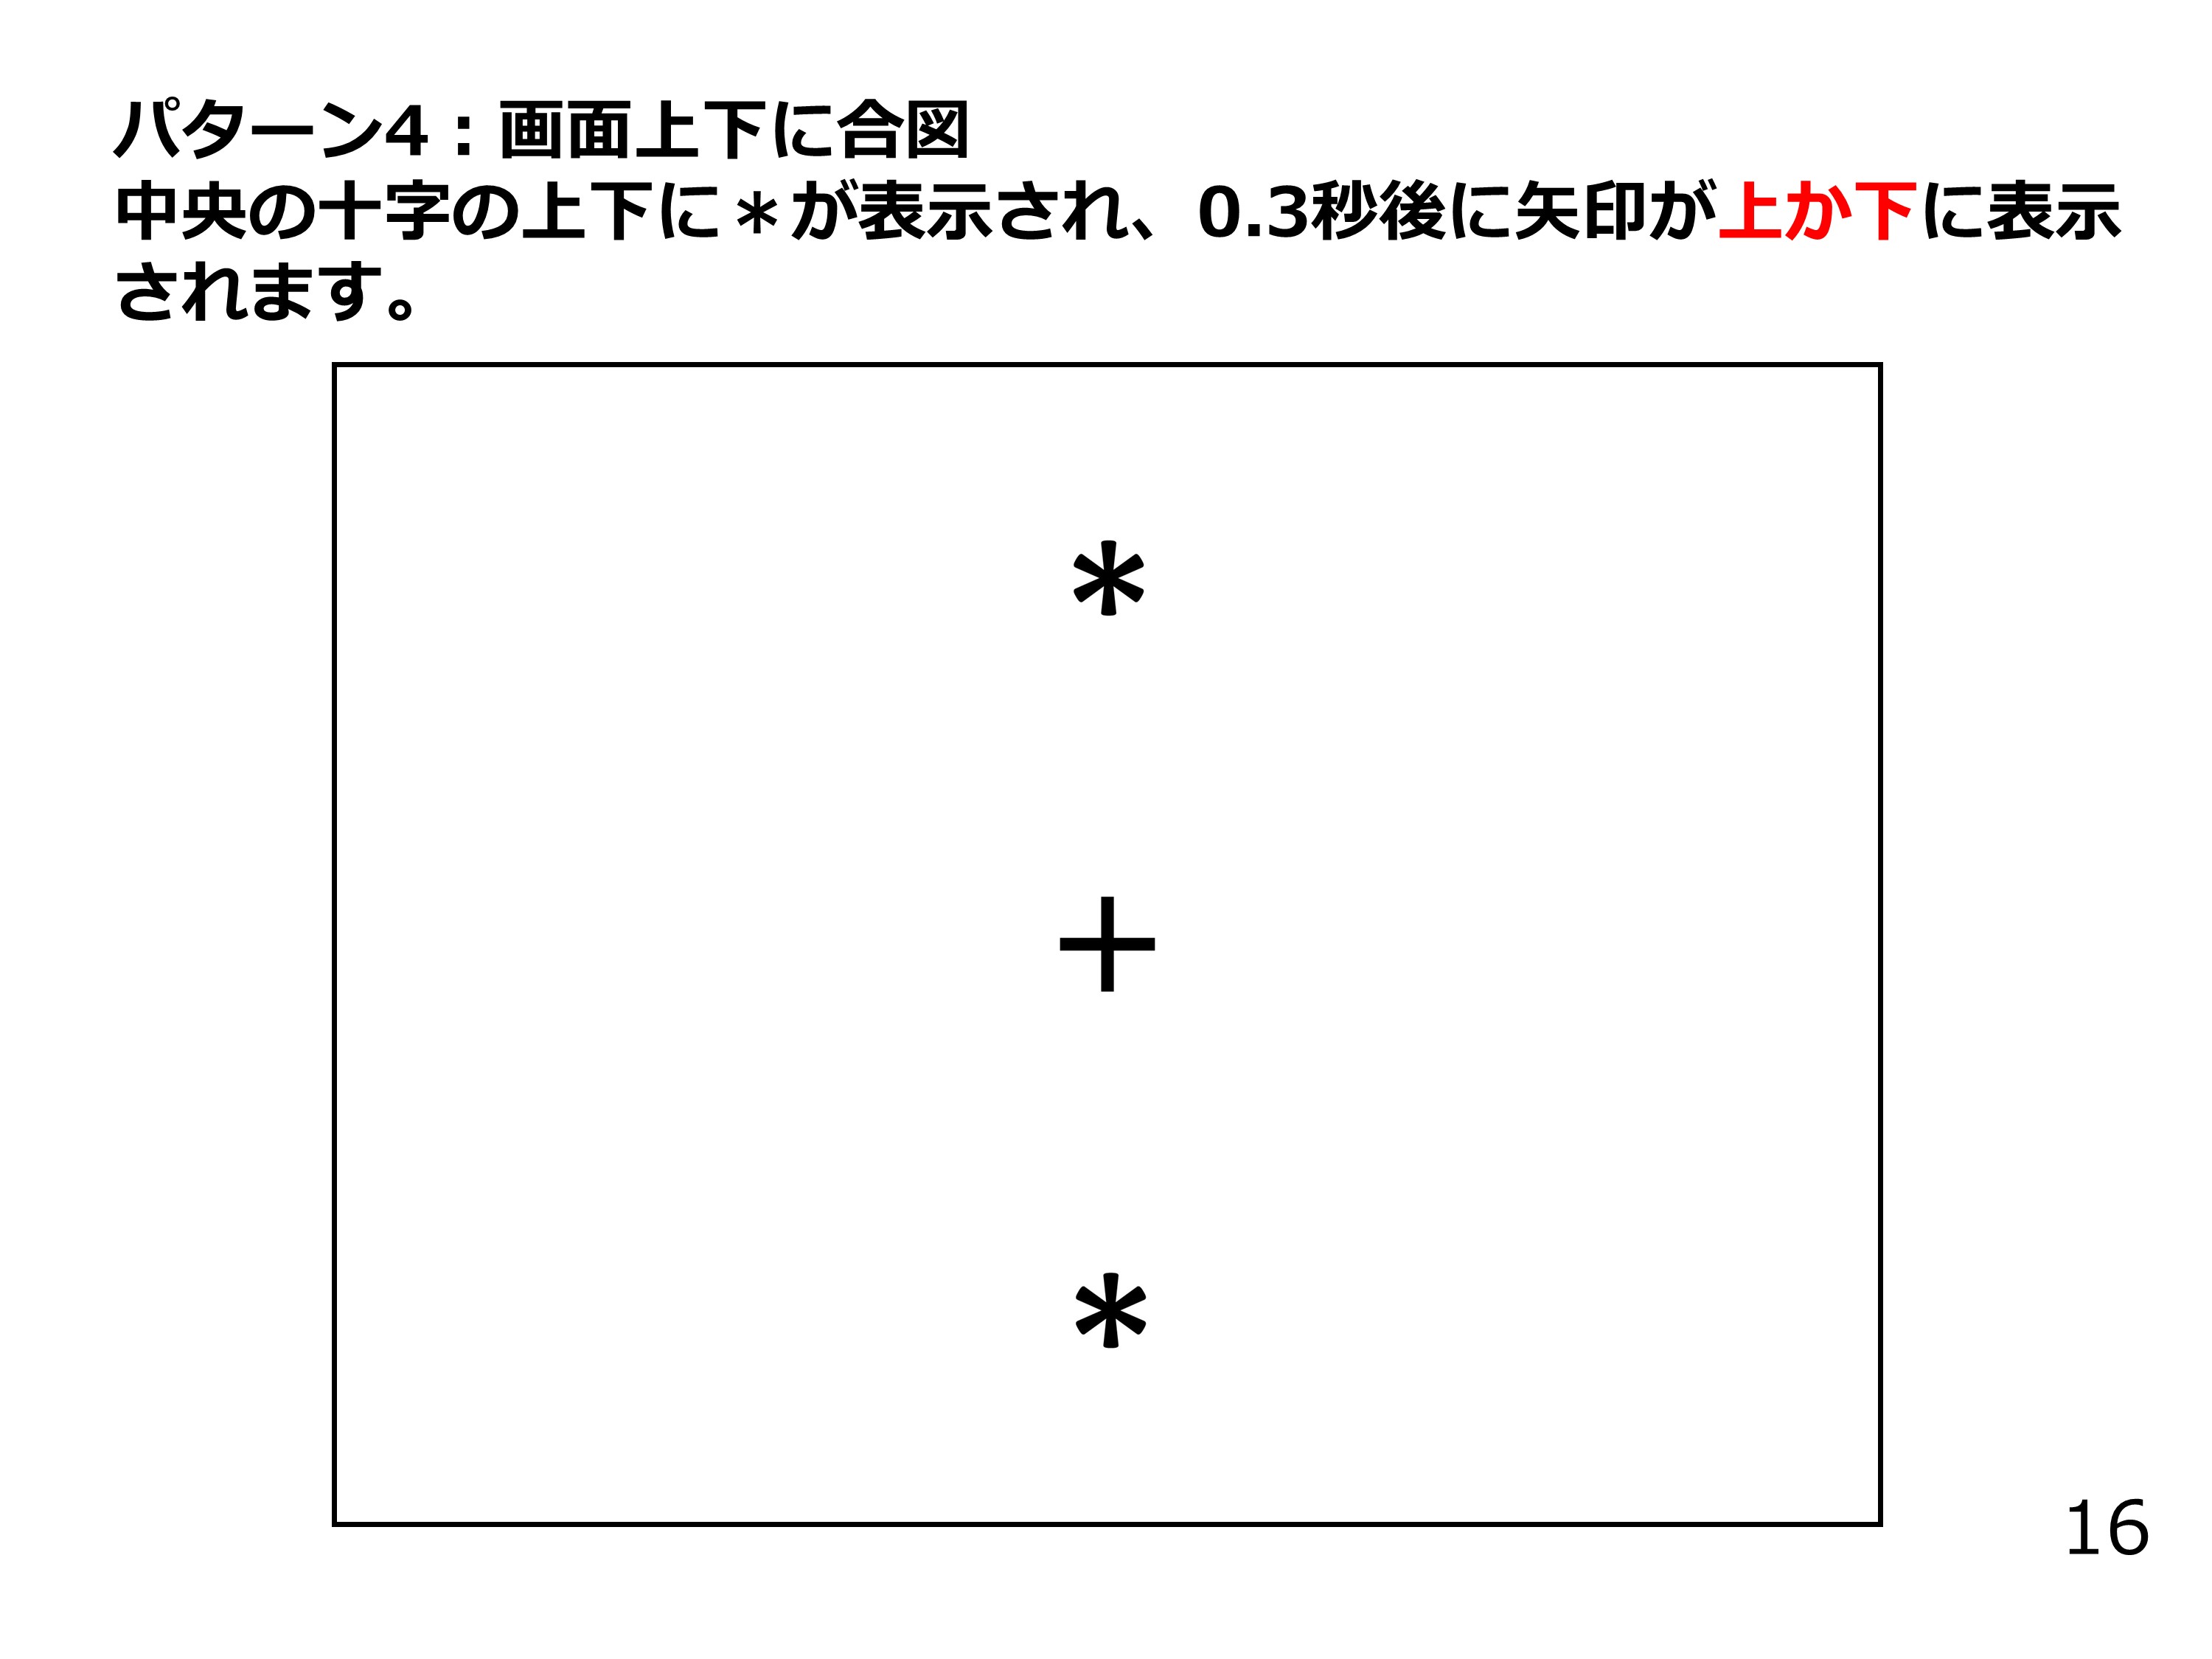 パターン4：画面上下に合図
中央の十字の上下に＊が表示され、0.3秒後に矢印が上か下に表示
されます。
*
+
*
16